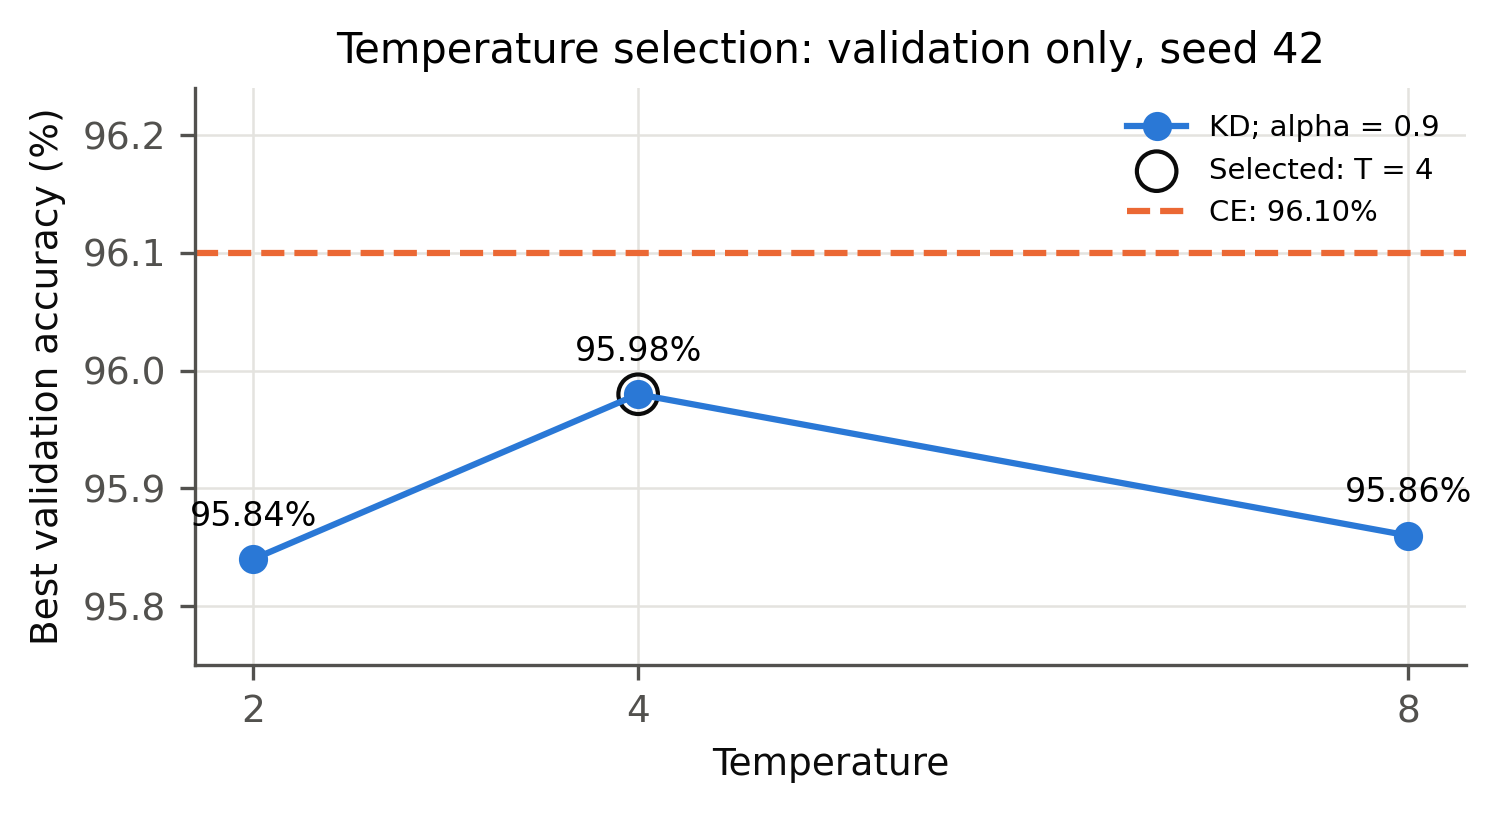 Temperature selection: validation only, seed 42
Best validation accuracy (%)
96.2
96.1
96.0
95.9
95.8
KD; alpha = 0.9
Selected: T = 4
CE: 96.10%
95.84%
95.98%
95.86%
2
4
8
Temperature